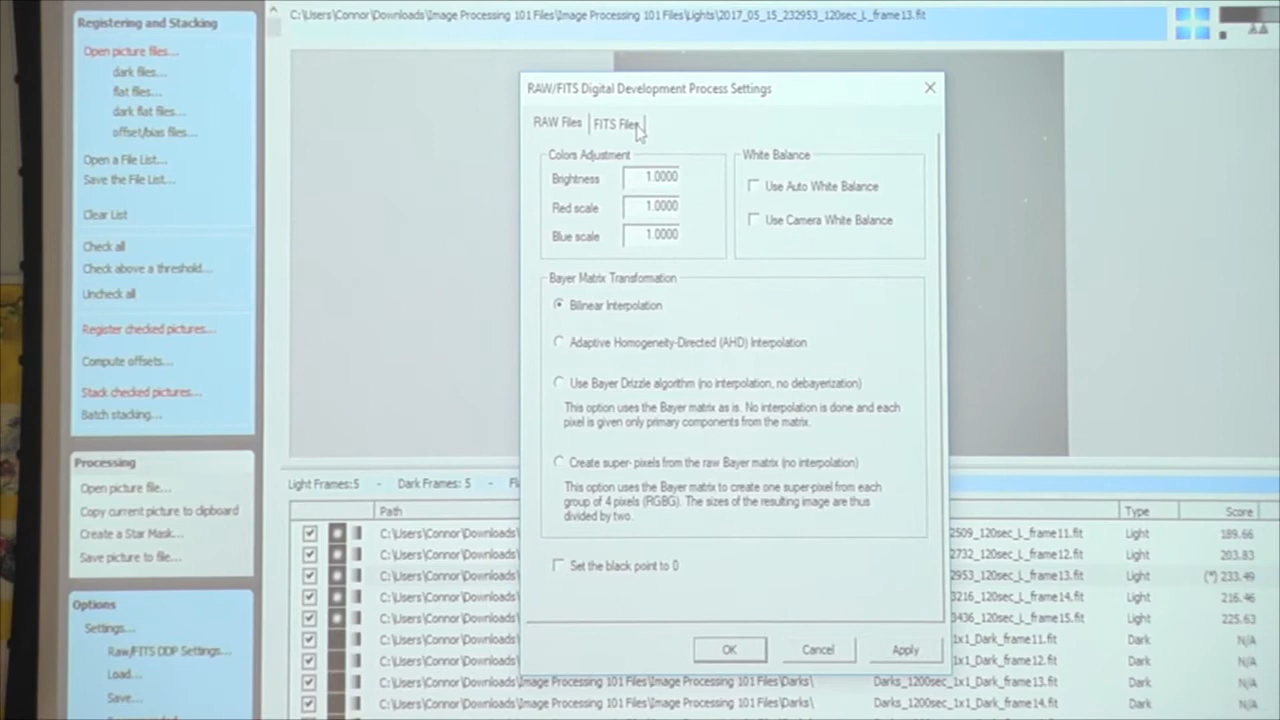 Registering and Stacking
Open picture files...
dark files...
flat files...
dark flat files...
offset/bias files...
Open a File List...
Save the File List...
Clear List
Check all
Check above a threshold...
Uncheck all
Register checked pictures...
Compute offsets...
Stack checked pictures...
Batch stacking...
Processing
Open picture file...
Copy current picture to clipboard
Create a Star Mask...
Save picture to file...
Options
Settings...
Raw/FITS DDP Settings...
Load...
Save...
C:\Users\Connor\Downloads\Image Processing 101 Files\Image Processing 101 Files\Lights\2017_05_15_232953_120sec_L_frame13.fit
RAW/FITS Digital Development Process Settings
RAW Files FITS Files
Colors Adjustment
Brightness 1.0000
Red scale 1.0000
Blue scale 1.0000
White Balance
Use Auto White Balance
Use Camera White Balance
Bayer Matrix Transformation
Bilinear Interpolation
Adaptive Homogeneity-Directed (AHD) Interpolation
Use Bayer Drizzle algorithm (no interpolation, no debayerization)
This option uses the Bayer matrix as is. No interpolation is done and each
pixel is given only primary components from the matrix.
Create super- pixels from the raw Bayer matrix (no interpolation)
This option uses the Bayer matrix to create one super-pixel from each
group of 4 pixels (RGBG). The sizes of the resulting image are thus
divided by two.
Set the black point to 0
OK Cancel Apply
Light Frames:5 - Dark Frames: 5 - Fl
Path Type Score
C:\Users\Connor\Downloads\ 2509_120sec_L_frame11.fit Light 189.66
C:\Users\Connor\Downloads\ 2732_120sec_L_frame12.fit Light 203.83
C:\Users\Connor\Downloads\ 2953_120sec_L_frame13.fit Light (*) 233.49
C:\Users\Connor\Downloads\ 3216_120sec_L_frame14.fit Light 216.46
C:\Users\Connor\Downloads\ 3436_120sec_L_frame15.fit Light 225.63
C:\Users\Connor\Downloads\ 1x1_Dark_frame11.fit Dark N/A
C:\Users\Connor\Downloads\ 1x1_Dark_frame12.fit Dark N/A
C:\Users\Connor\Downloads\Image Processing 101 Files\Image Processing 101 Files\Darks\ Darks_1200sec_1x1_Dark_frame13.fit Dark N/A
C:\Users\Connor\Downloads\Image Processing 101 Files\Image Processing 101 Files\Darks\ Darks_1200sec_1x1_Dark_frame14.fit Dark N/A